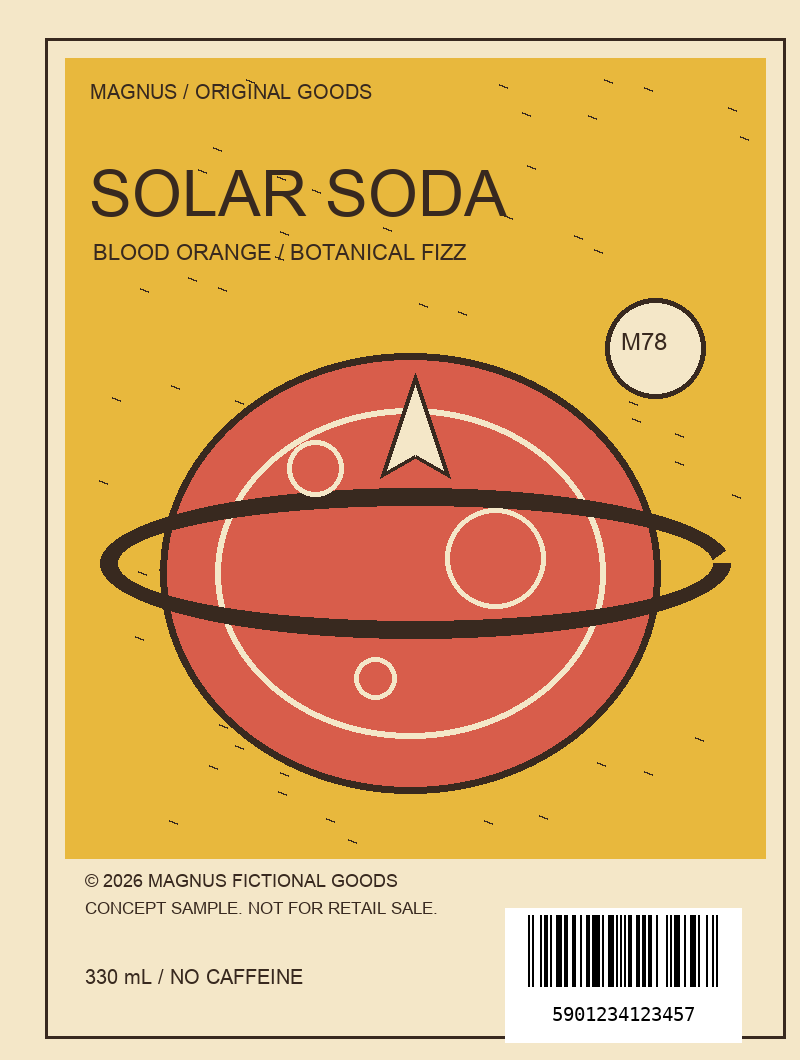 MAGNUS / ORIGINAL GOODS
SOLAR SODA
BLOOD ORANGE / BOTANICAL FIZZ
M78
© 2026 MAGNUS FICTIONAL GOODS
CONCEPT SAMPLE. NOT FOR RETAIL SALE.
330 mL / NO CAFFEINE
5901234123457